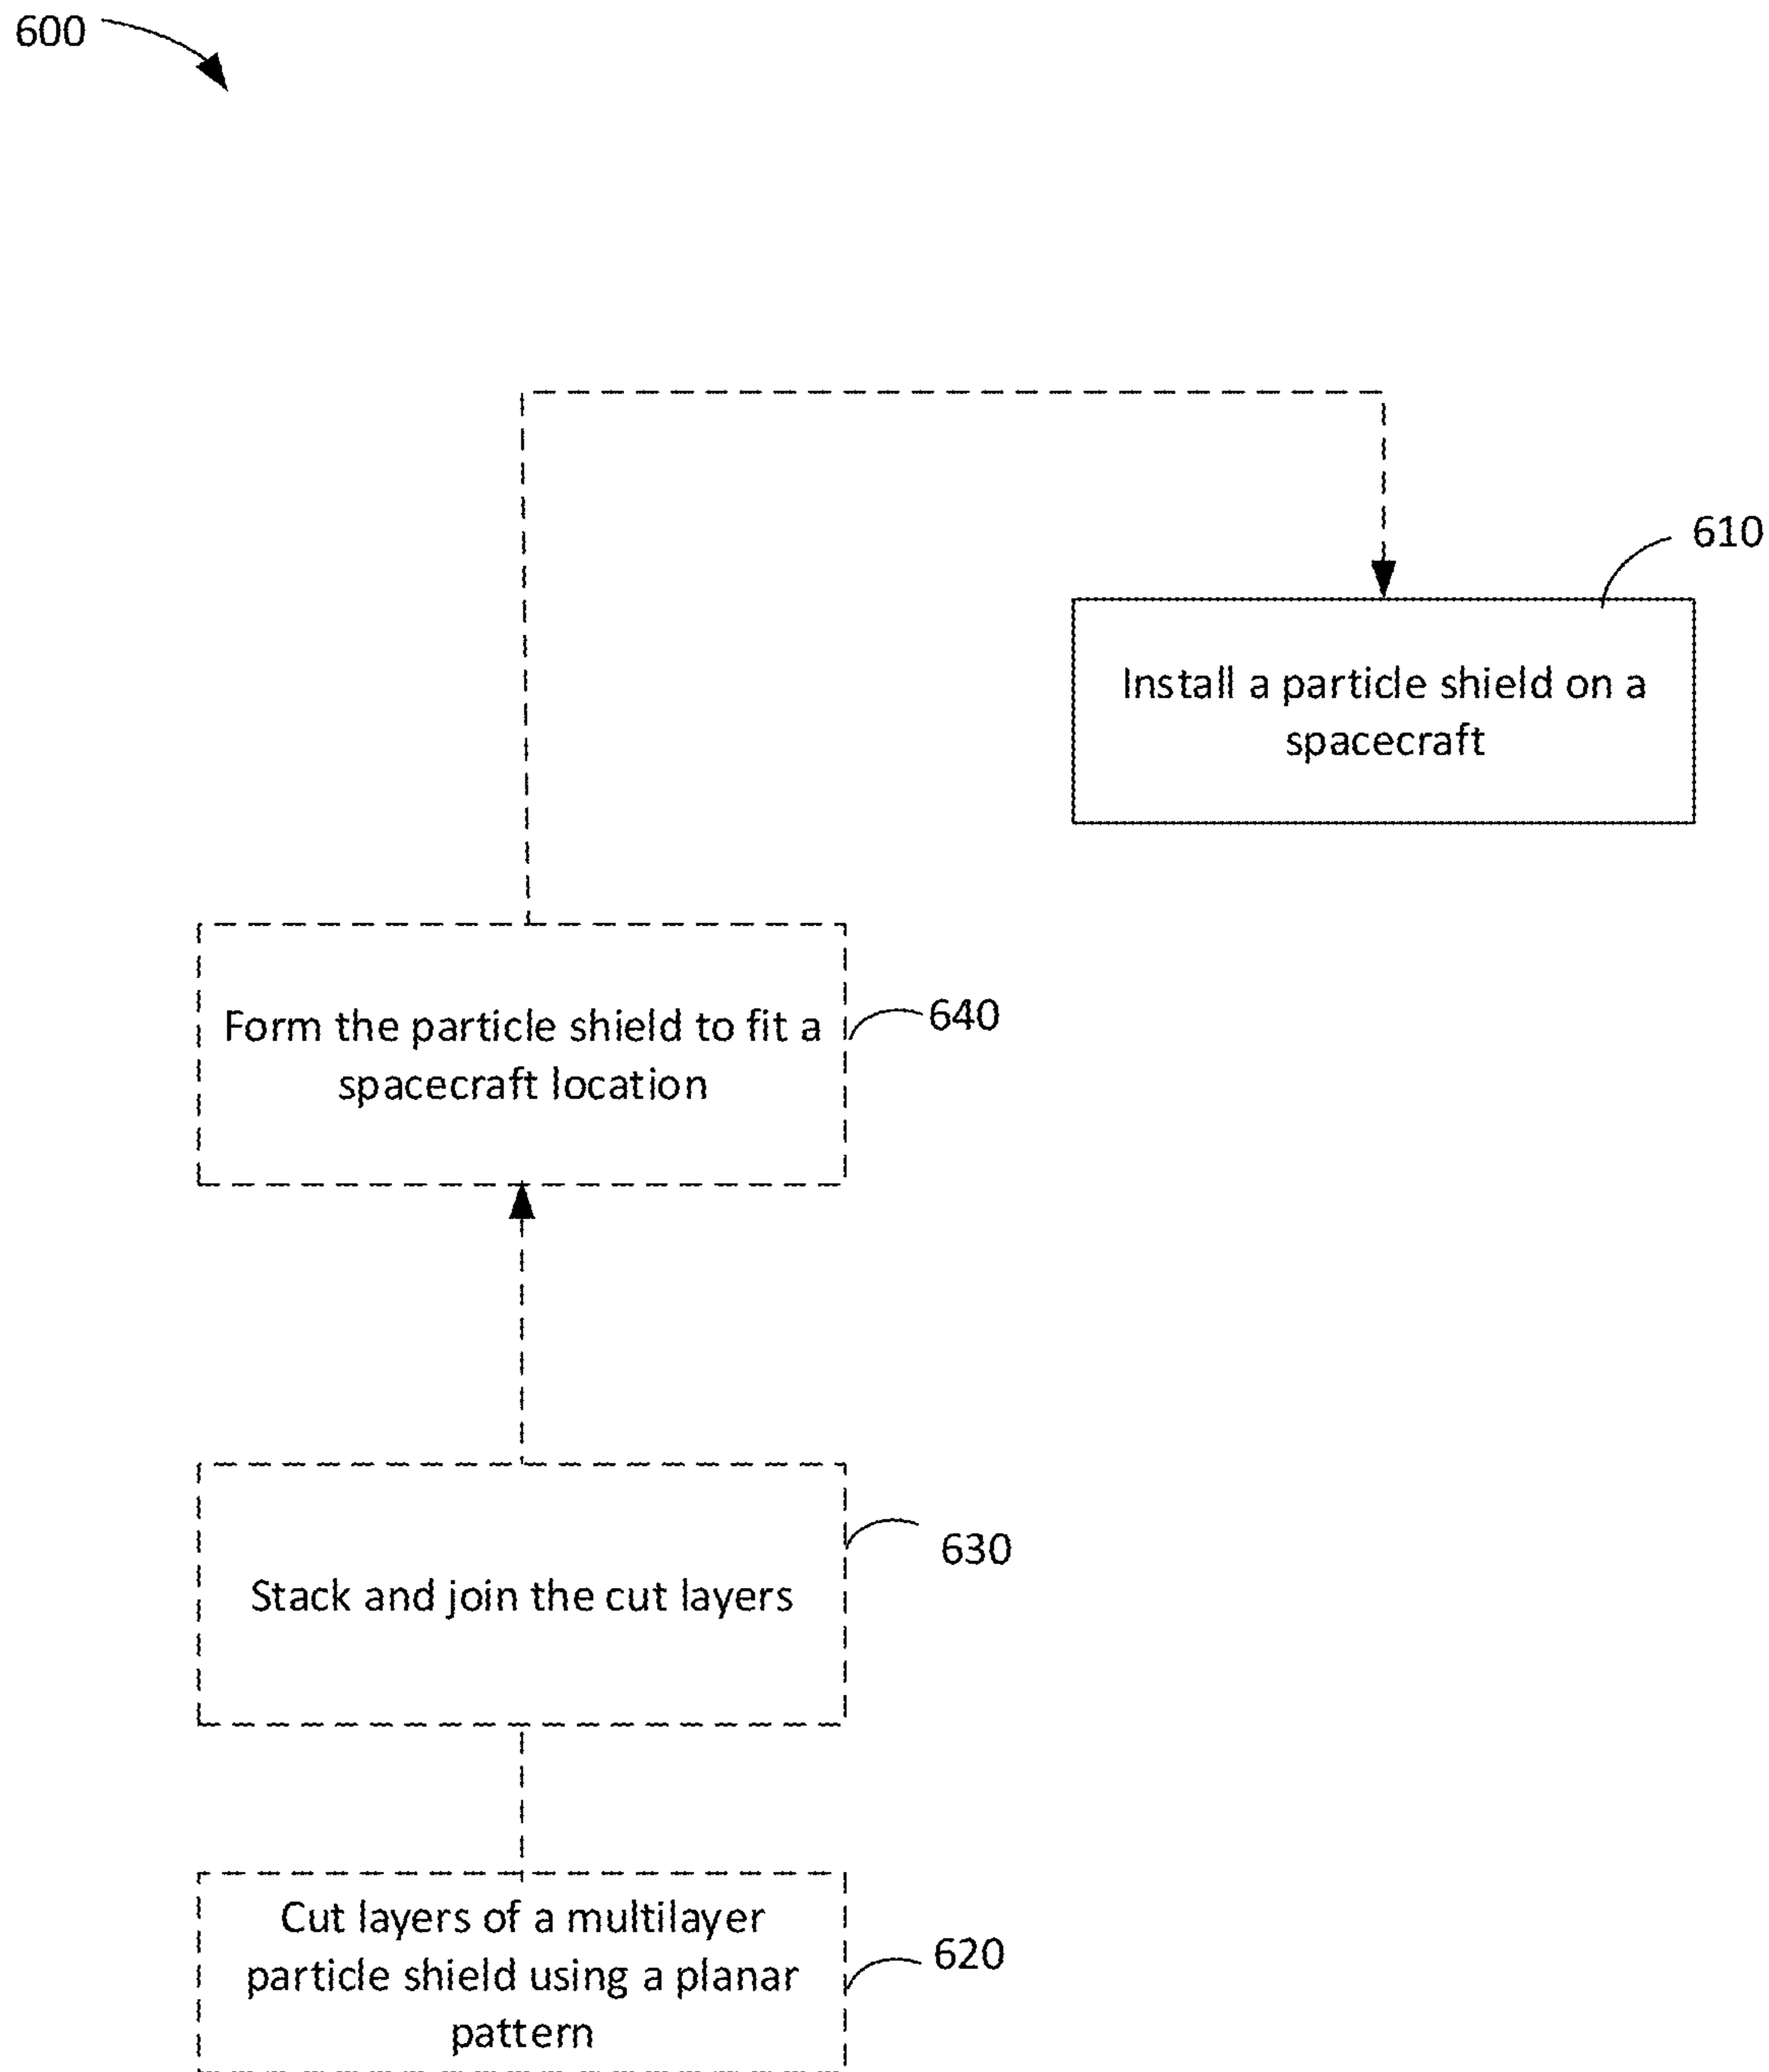 600
610
Install a particle shield on a
spacecraft
Form the particle shield to fit a
spacecraft location
640
630
Stack and join the cut layers
Cut layers of a multilayer
particle shield using a planar
pattern
620